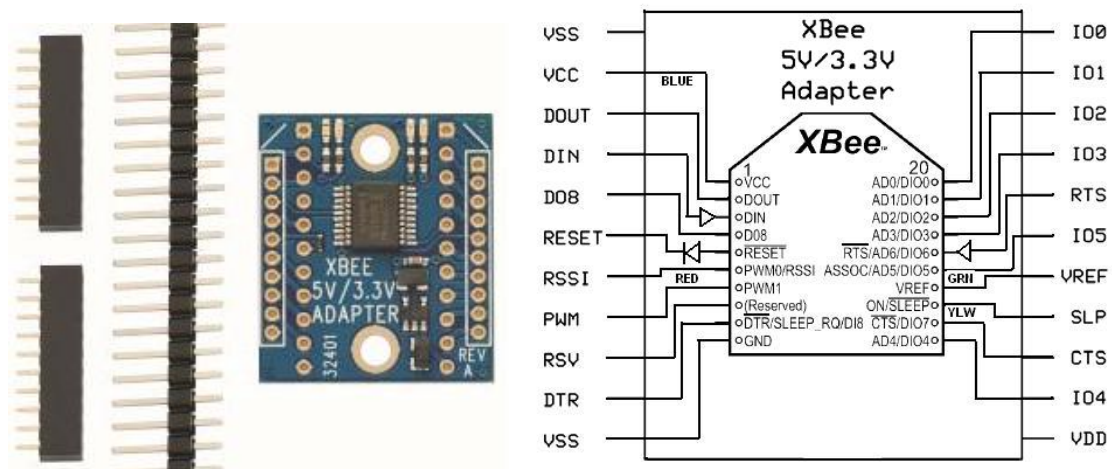 XBEE
5V/3.3V
ADAPTER
32401
REV
A
VSS
VCC
DOUT
DIN
DO8
RESET
RSSI
PWM
RSV
DTR
VSS
XBee
5V/3.3V
Adapter
BLUE
XBee™
1
20
VCC
DOUT
DIN
D08
RESET
PWM0/RSSI
PWM1
(Reserved)
DTR/SLEEP_RQ/DI8
GND
RED
AD0/DIO0
AD1/DIO1
AD2/DIO2
AD3/DIO3
RTS/AD6/DIO6
ASSOC/AD5/DIO5
VREF
ON/SLEEP
CTS/DIO7
AD4/DIO4
GRN
YLW
IO0
IO1
IO2
IO3
RTS
IO5
VREF
SLP
CTS
IO4
VDD